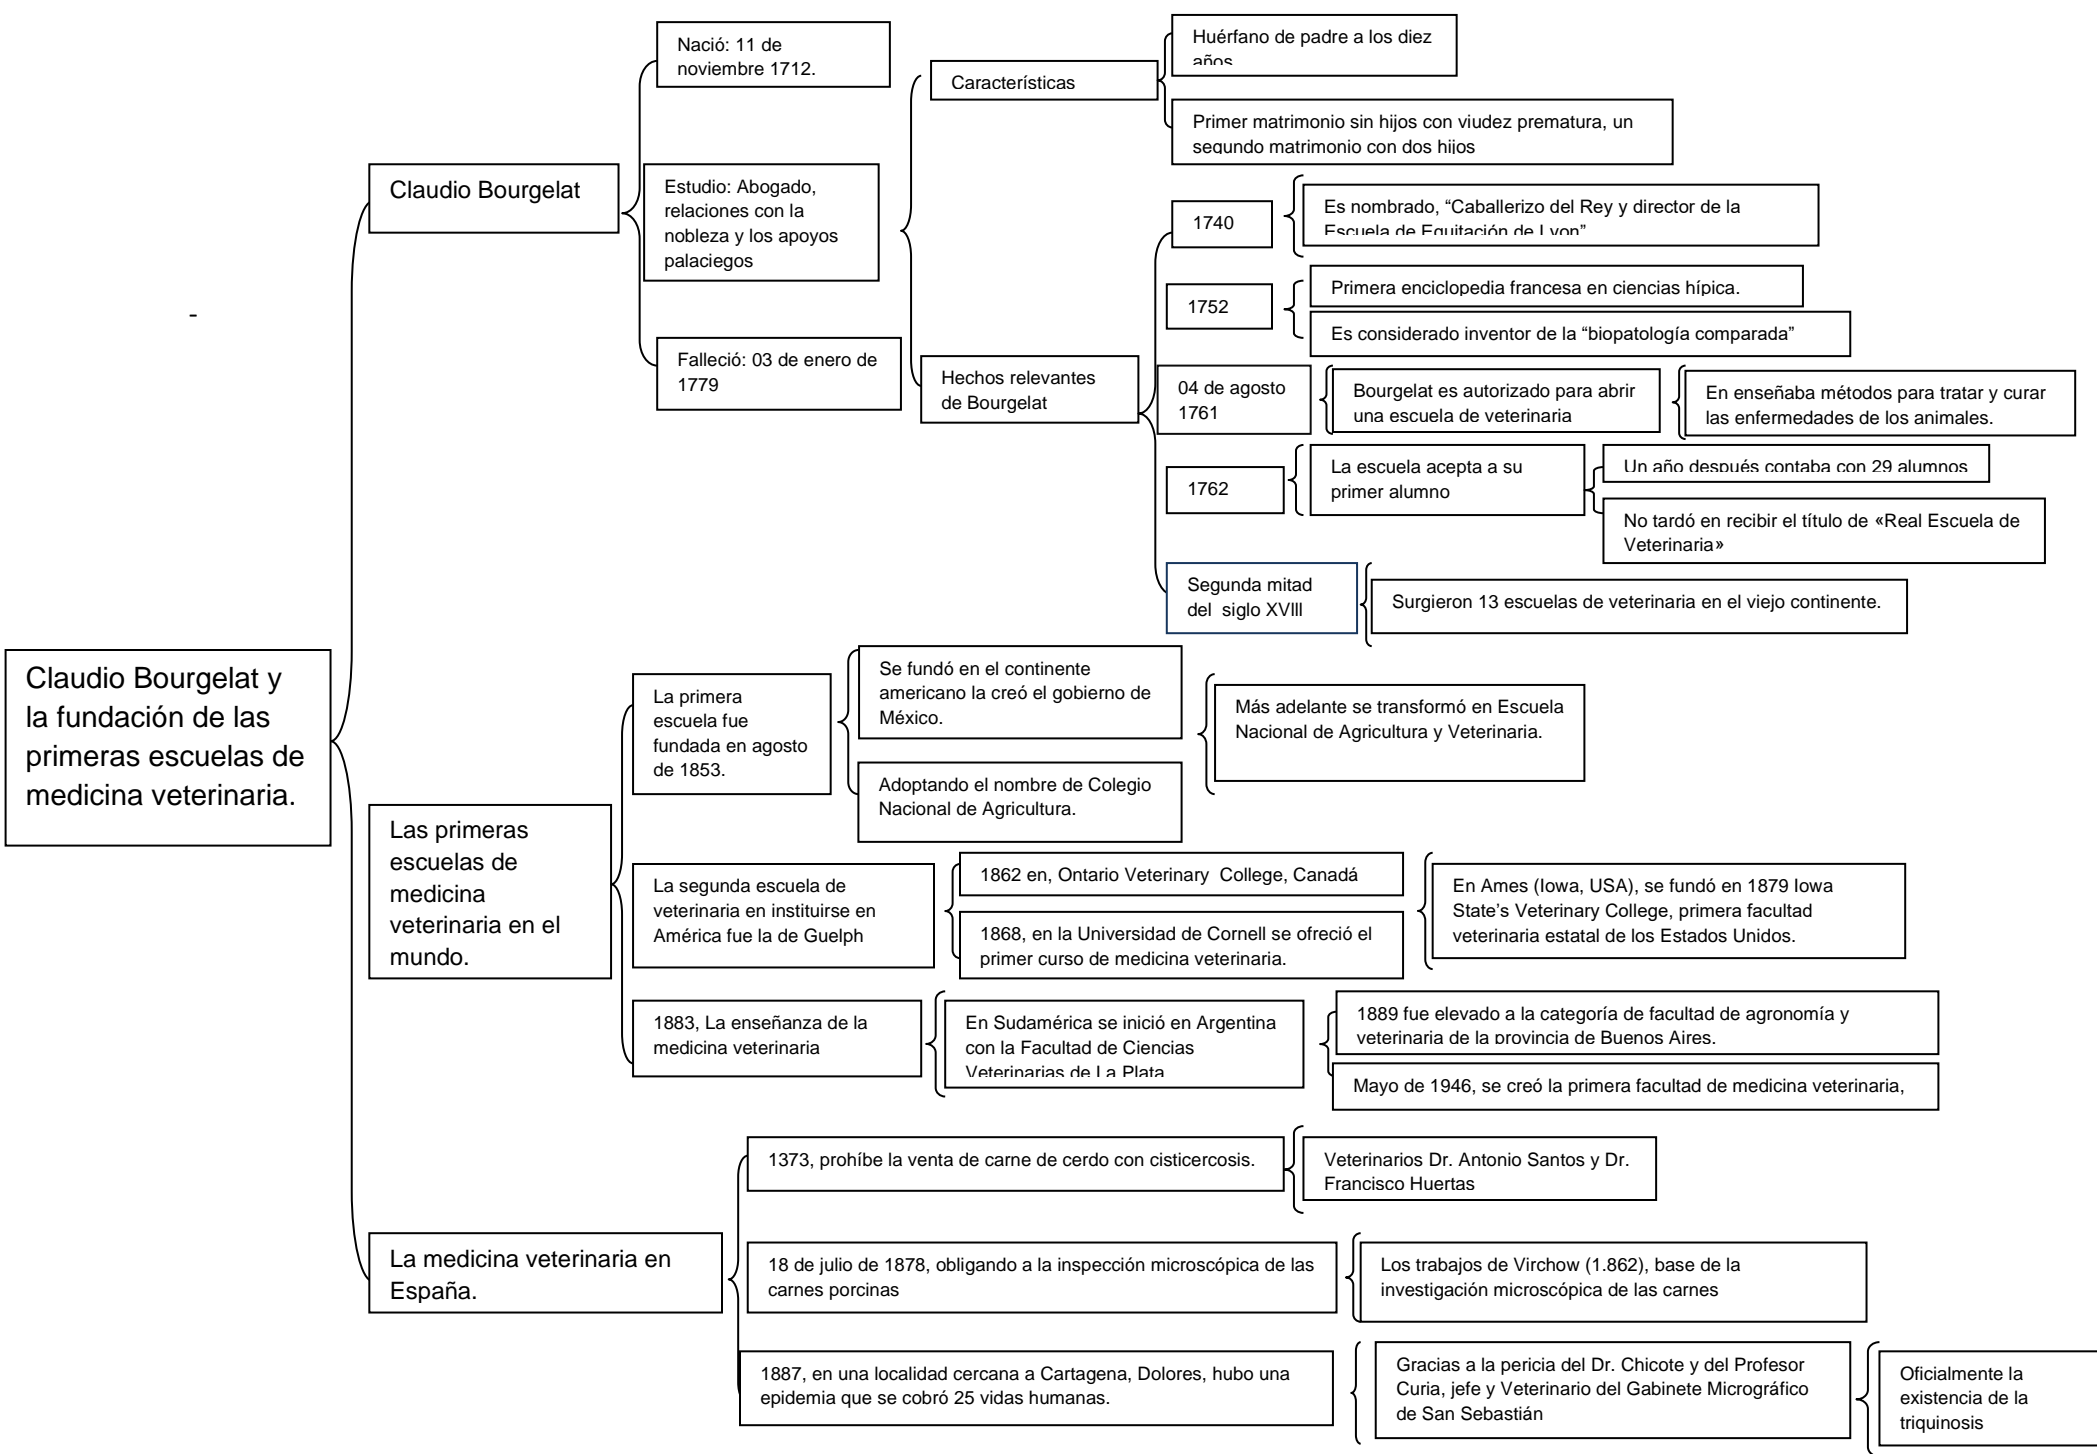 Claudio Bourgelat y
la fundación de las
primeras escuelas de
medicina veterinaria.
-
Claudio Bourgelat
Nació: 11 de
noviembre 1712.
Estudio: Abogado,
relaciones con la
nobleza y los apoyos
palaciegos
Falleció: 03 de enero de
1779
Características
Huérfano de padre a los diez
años
Primer matrimonio sin hijos con viudez prematura, un
segundo matrimonio con dos hijos
Hechos relevantes
de Bourgelat
1740
Es nombrado, “Caballerizo del Rey y director de la
Escuela de Equitación de Lyon”
1752
Primera enciclopedia francesa en ciencias hípica.
Es considerado inventor de la “biopatología comparada”
04 de agosto
1761
Bourgelat es autorizado para abrir
una escuela de veterinaria
En enseñaba métodos para tratar y curar
las enfermedades de los animales.
1762
La escuela acepta a su
primer alumno
Un año después contaba con 29 alumnos
No tardó en recibir el título de «Real Escuela de
Veterinaria»
Segunda mitad
del siglo XVIII
Surgieron 13 escuelas de veterinaria en el viejo continente.
Las primeras
escuelas de
medicina
veterinaria en el
mundo.
La primera
escuela fue
fundada en agosto
de 1853.
Se fundó en el continente
americano la creó el gobierno de
México.
Adoptando el nombre de Colegio
Nacional de Agricultura.
Más adelante se transformó en Escuela
Nacional de Agricultura y Veterinaria.
La segunda escuela de
veterinaria en instituirse en
América fue la de Guelph
1862 en, Ontario Veterinary College, Canadá
1868, en la Universidad de Cornell se ofreció el
primer curso de medicina veterinaria.
En Ames (Iowa, USA), se fundó en 1879 Iowa
State’s Veterinary College, primera facultad
veterinaria estatal de los Estados Unidos.
1883, La enseñanza de la
medicina veterinaria
En Sudamérica se inició en Argentina
con la Facultad de Ciencias
Veterinarias de La Plata
1889 fue elevado a la categoría de facultad de agronomía y
veterinaria de la provincia de Buenos Aires.
Mayo de 1946, se creó la primera facultad de medicina veterinaria,
La medicina veterinaria en
España.
1373, prohíbe la venta de carne de cerdo con cisticercosis.
Veterinarios Dr. Antonio Santos y Dr.
Francisco Huertas
18 de julio de 1878, obligando a la inspección microscópica de las
carnes porcinas
Los trabajos de Virchow (1.862), base de la
investigación microscópica de las carnes
1887, en una localidad cercana a Cartagena, Dolores, hubo una
epidemia que se cobró 25 vidas humanas.
Gracias a la pericia del Dr. Chicote y del Profesor
Curia, jefe y Veterinario del Gabinete Micrográfico
de San Sebastián
Oficialmente la
existencia de la
triquinosis